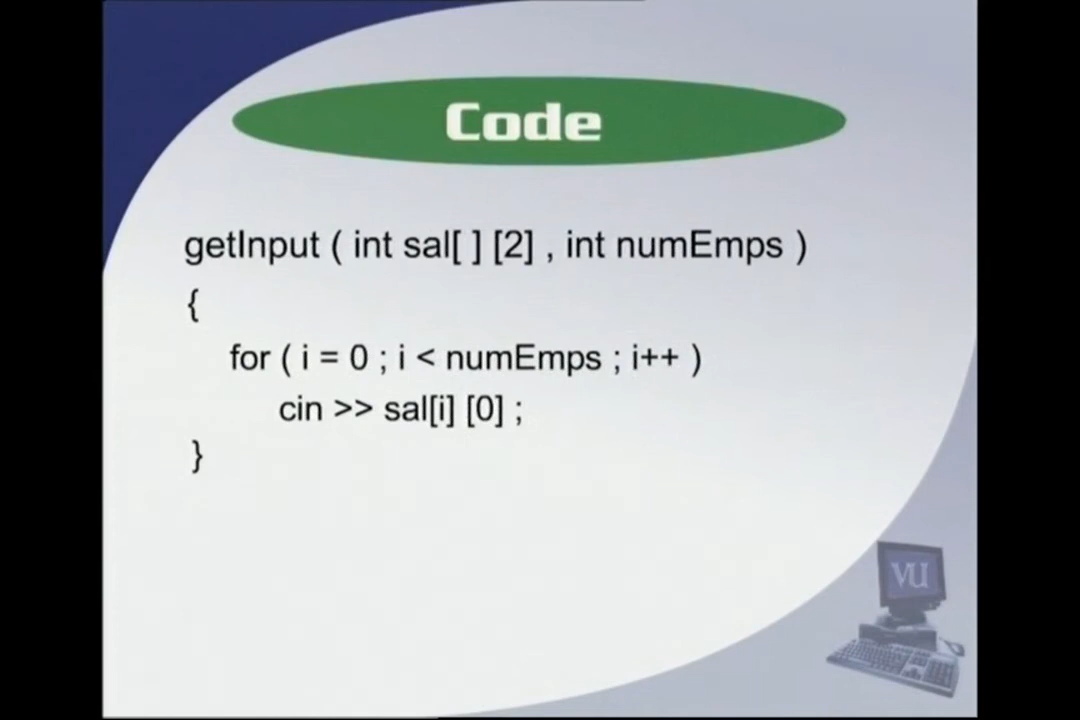 Code
getInput ( int sal[ ] [2] , int numEmps )
{
for ( i = 0 ; i < numEmps ; i++ )
cin >> sal[i] [0] ;
}
VU